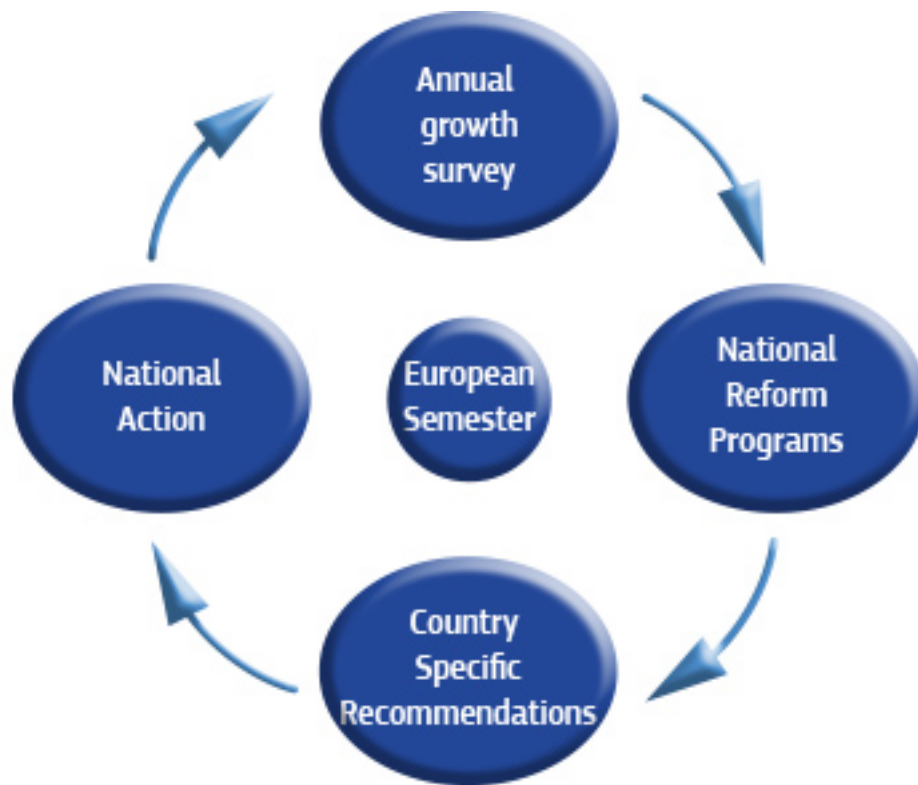 Annual
growth
survey
National
Reform
Programs
Country
Specific
Recommendations
National
Action
European
Semester